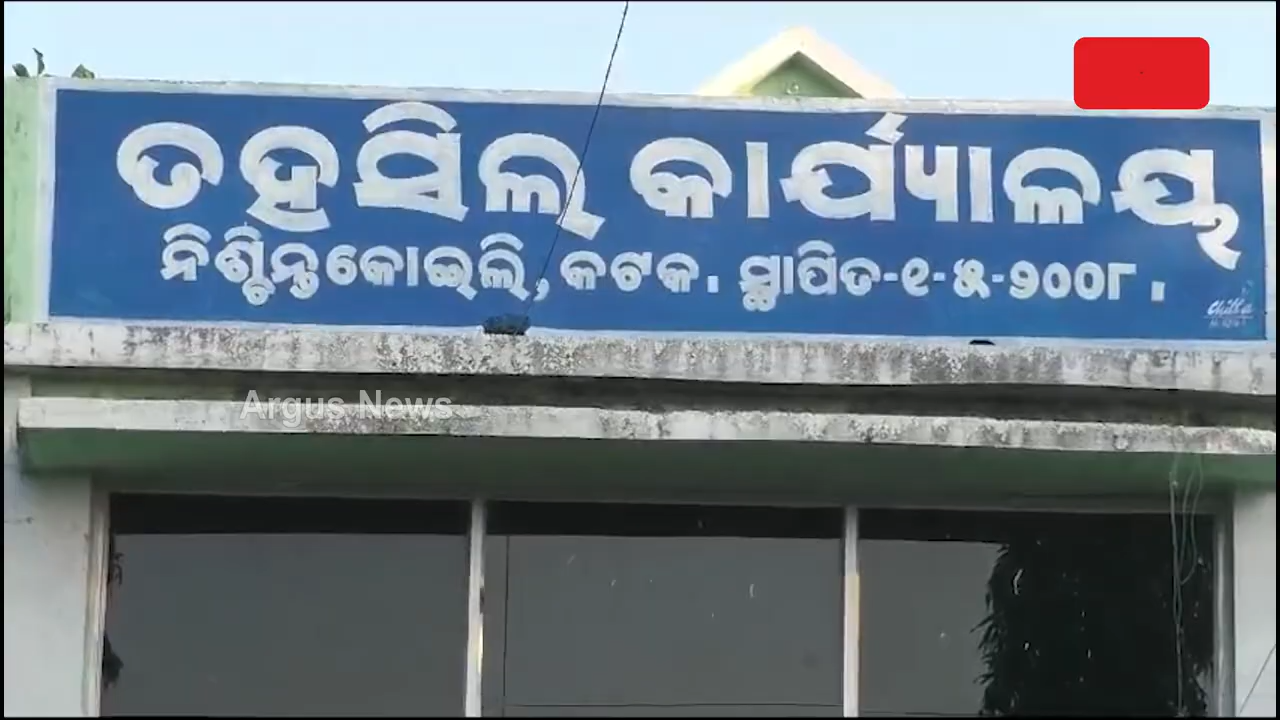 ତହସିଲ୍ କାର୍ଯ୍ୟାଳୟ
ନିଶ୍ଚିନ୍ତକୋଇଲି, କଟକ. ସ୍ଥାପିତ-୧-୫-୨୦୦୮.
Argus News